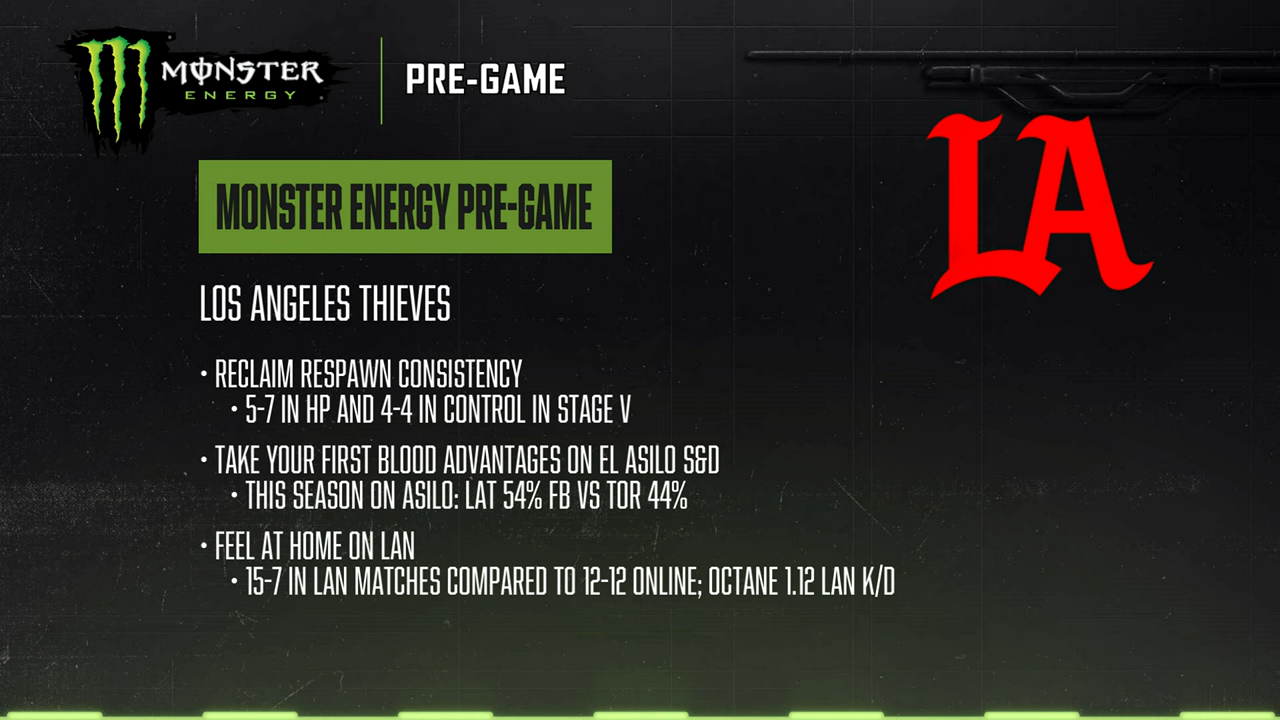 MONSTER
ENERGY
PRE-GAME
LA
MONSTER ENERGY PRE-GAME
LOS ANGELES THIEVES
• RECLAIM RESPAWN CONSISTENCY
• 5-7 IN HP AND 4-4 IN CONTROL IN STAGE V
• TAKE YOUR FIRST BLOOD ADVANTAGES ON EL ASILO S&D
• THIS SEASON ON ASILO: LAT 54% FB VS TOR 44%
• FEEL AT HOME ON LAN
• 15-7 IN LAN MATCHES COMPARED TO 12-12 ONLINE; OCTANE 1.12 LAN K/D